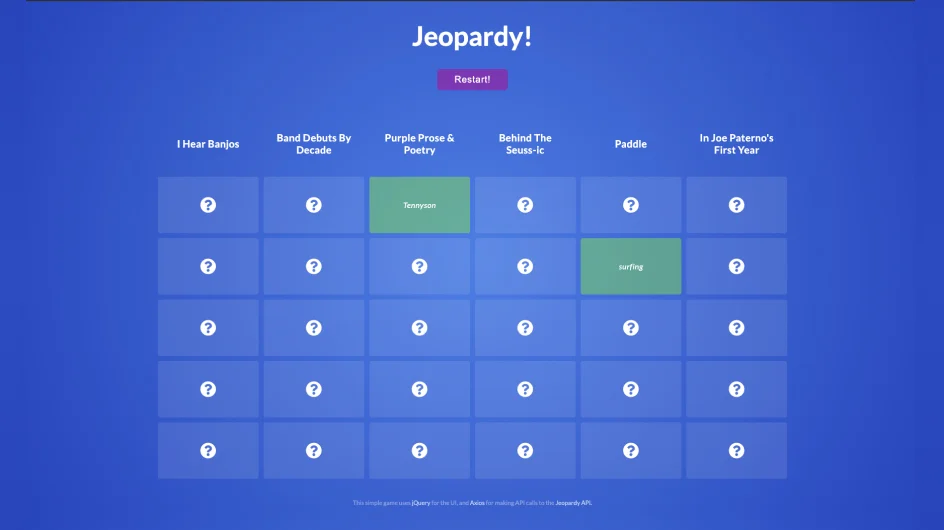 Jeopardy!
Restart!
I Hear Banjos
Band Debuts By
Decade
Purple Prose &
Poetry
Behind The
Seuss-ic
Paddle
In Joe Paterno's
First Year
? ? Tennyson ? ? ?
? ? ? ? surfing ?
? ? ? ? ? ?
? ? ? ? ? ?
? ? ? ? ? ?
This simple game uses jQuery for the UI, and Axios for making API calls to the Jeopardy API.